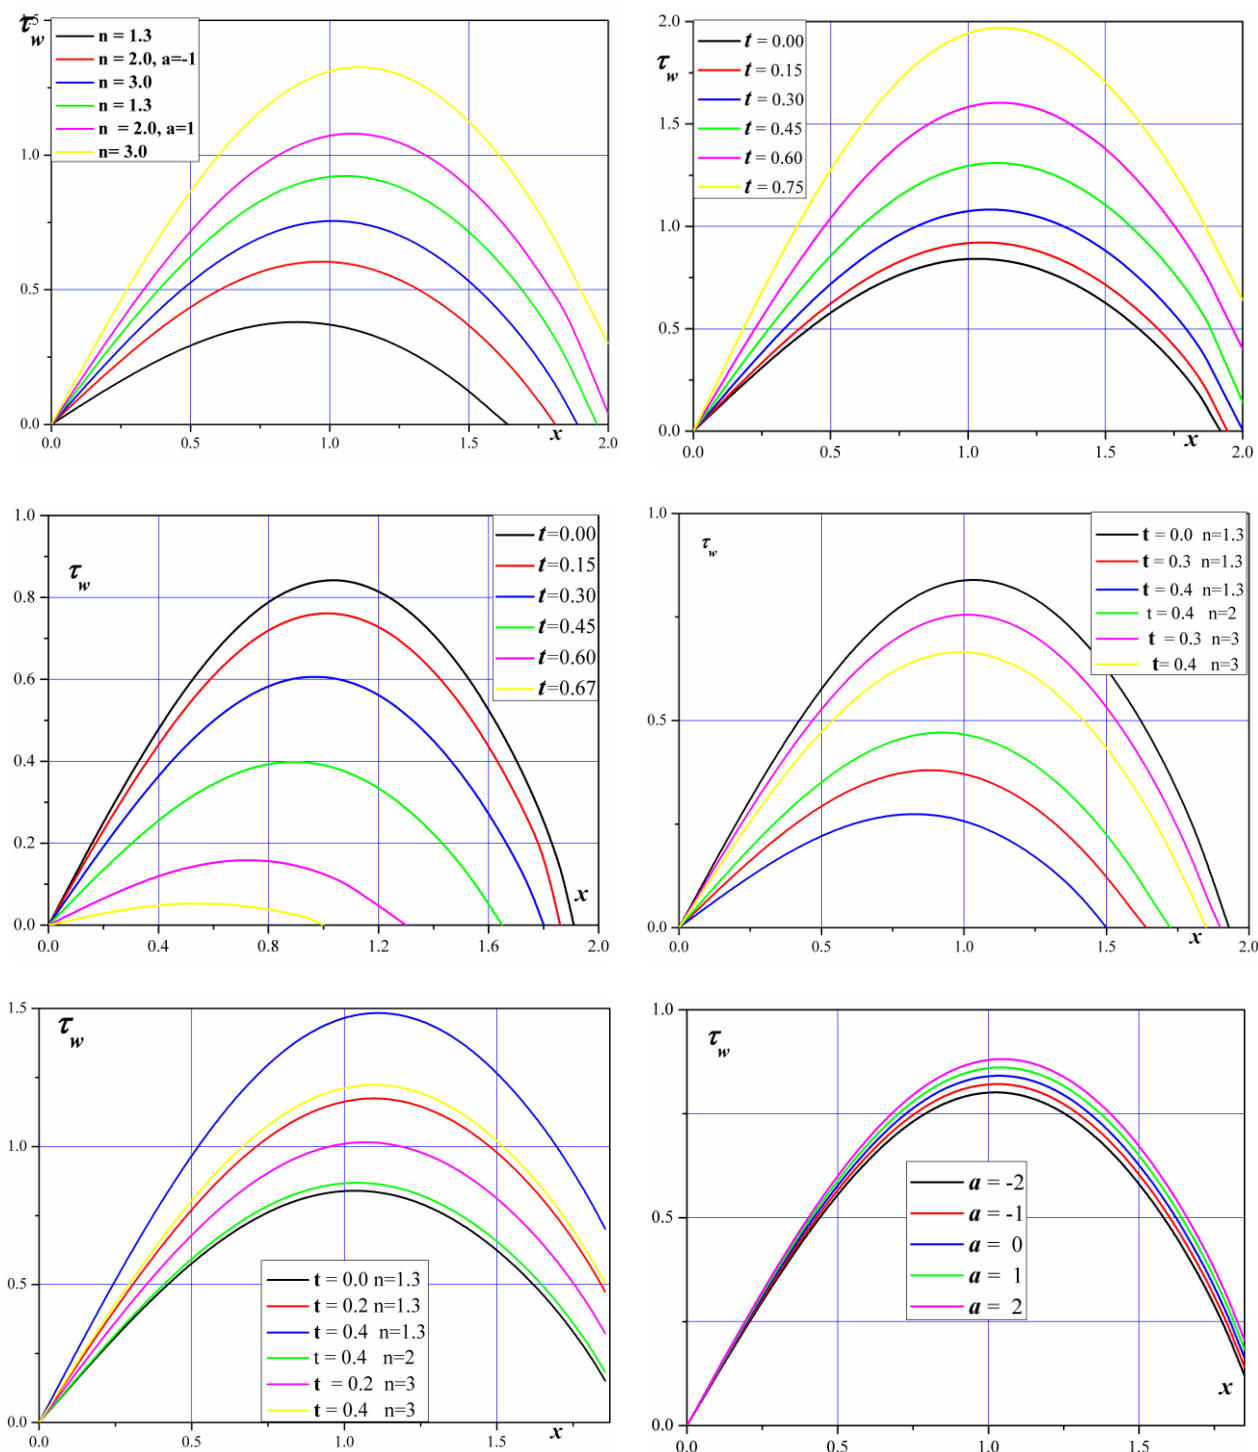 τw
1.5
n = 1.3
n = 2.0, a=-1
n = 3.0
n = 1.3
n = 2.0, a=1
n= 3.0
1.0
0.5
0.0
0.0 0.5 1.0 1.5 x 2.0
2.0
t = 0.00
τw
t = 0.15
t = 0.30
1.5
t = 0.45
t = 0.60
t = 0.75
1.0
0.5
0.0
0.0 0.5 1.0 1.5 x 2.0
1.0
t=0.00
τw
t=0.15
0.8
t=0.30
t=0.45
t=0.60
0.6
t=0.67
0.4
0.2
x
0.0
0.0 0.4 0.8 1.2 1.6 2.0
1.0
τw
t = 0.0 n=1.3
t = 0.3 n=1.3
t = 0.4 n=1.3
t = 0.4 n=2
t = 0.3 n=3
t= 0.4 n=3
0.5
0.0
0.0 0.5 1.0 1.5 x 2.0
1.5
τw
1.0
0.5
t = 0.0 n=1.3
t = 0.2 n=1.3
t = 0.4 n=1.3
t = 0.4 n=2
t = 0.2 n=3
t = 0.4 n=3
0.0
0.0 0.5 1.0 1.5 x
1.0
τw
a = -2
a = -1
0.5
a = 0
a = 1
a = 2
x
0.0
0.0 0.5 1.0 1.5